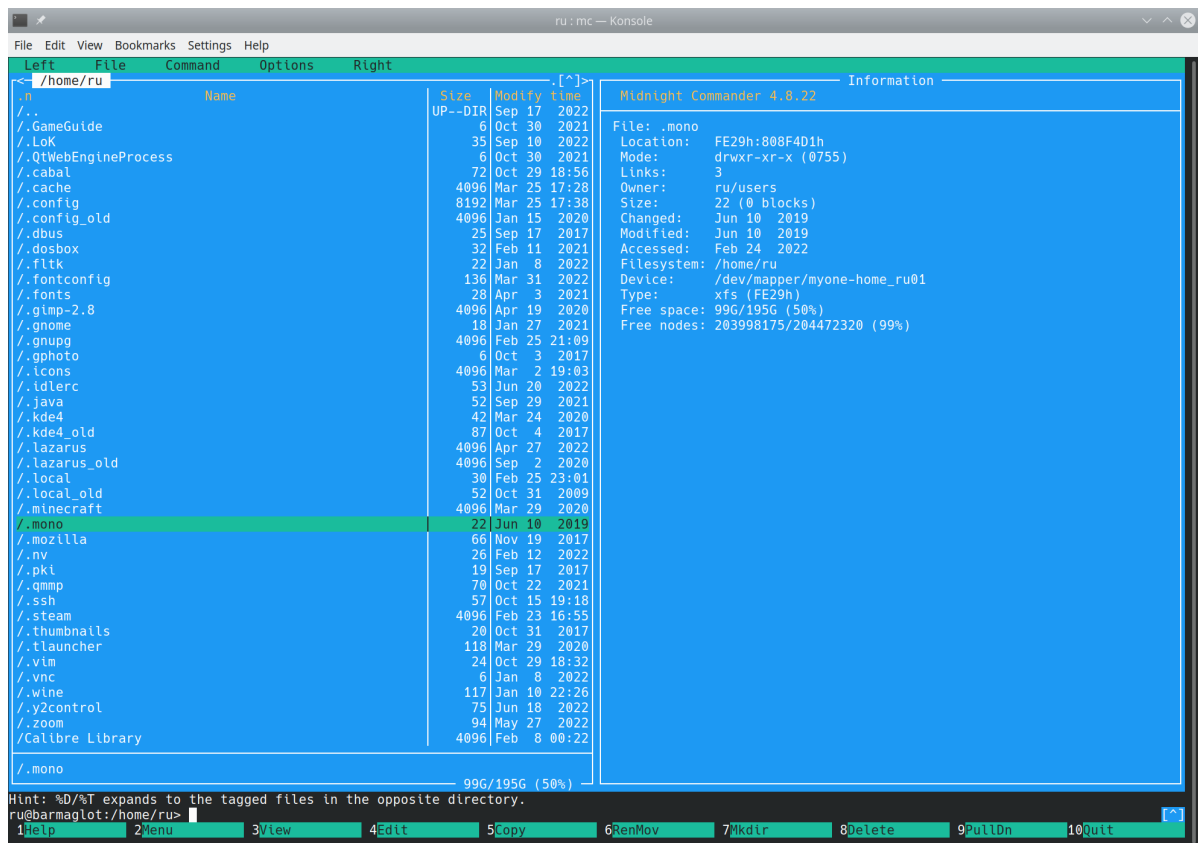 ru : mc — Konsole
File Edit View Bookmarks Settings Help
Left File Command Options Right
<─ /home/ru ─.[^]>
.n Name Size Modify time
/.. UP--DIR Sep 17 2022
/.GameGuide 6 Oct 30 2021
/.LoK 35 Sep 10 2022
/.QtWebEngineProcess 6 Oct 30 2021
/.cabal 72 Oct 29 18:56
/.cache 4096 Mar 25 17:28
/.config 8192 Mar 25 17:38
/.config_old 4096 Jan 15 2020
/.dbus 25 Sep 17 2017
/.dosbox 32 Feb 11 2021
/.fltk 22 Jan 8 2022
/.fontconfig 136 Mar 31 2022
/.fonts 28 Apr 3 2021
/.gimp-2.8 4096 Apr 19 2020
/.gnome 18 Jan 27 2021
/.gnupg 4096 Feb 25 21:09
/.gphoto 6 Oct 3 2017
/.icons 4096 Mar 2 19:03
/.idlerc 53 Jun 20 2022
/.java 52 Sep 29 2021
/.kde4 42 Mar 24 2020
/.kde4_old 87 Oct 4 2017
/.lazarus 4096 Apr 27 2022
/.lazarus_old 4096 Sep 2 2020
/.local 30 Feb 25 23:01
/.local_old 52 Oct 31 2009
/.minecraft 4096 Mar 29 2020
/.mono 22 Jun 10 2019
/.mozilla 66 Nov 19 2017
/.nv 26 Feb 12 2022
/.pki 19 Sep 17 2017
/.qmmp 70 Oct 22 2021
/.ssh 57 Oct 15 19:18
/.steam 4096 Feb 23 16:55
/.thumbnails 20 Oct 31 2017
/.tlauncher 118 Mar 29 2020
/.vim 24 Oct 29 18:32
/.vnc 6 Jan 8 2022
/.wine 117 Jan 10 22:26
/.y2control 75 Jun 18 2022
/.zoom 94 May 27 2022
/Calibre Library 4096 Feb 8 00:22
/.mono
99G/195G (50%)
Information
Midnight Commander 4.8.22
File: .mono
Location: FE29h:808F4D1h
Mode: drwxr-xr-x (0755)
Links: 3
Owner: ru/users
Size: 22 (0 blocks)
Changed: Jun 10 2019
Modified: Jun 10 2019
Accessed: Feb 24 2022
Filesystem: /home/ru
Device: /dev/mapper/myone-home_ru01
Type: xfs (FE29h)
Free space: 99G/195G (50%)
Free nodes: 203998175/204472320 (99%)
Hint: %D/%T expands to the tagged files in the opposite directory.
ru@barmaglot:/home/ru> [^]
1Help 2Menu 3View 4Edit 5Copy 6RenMov 7Mkdir 8Delete 9PullDn 10Quit